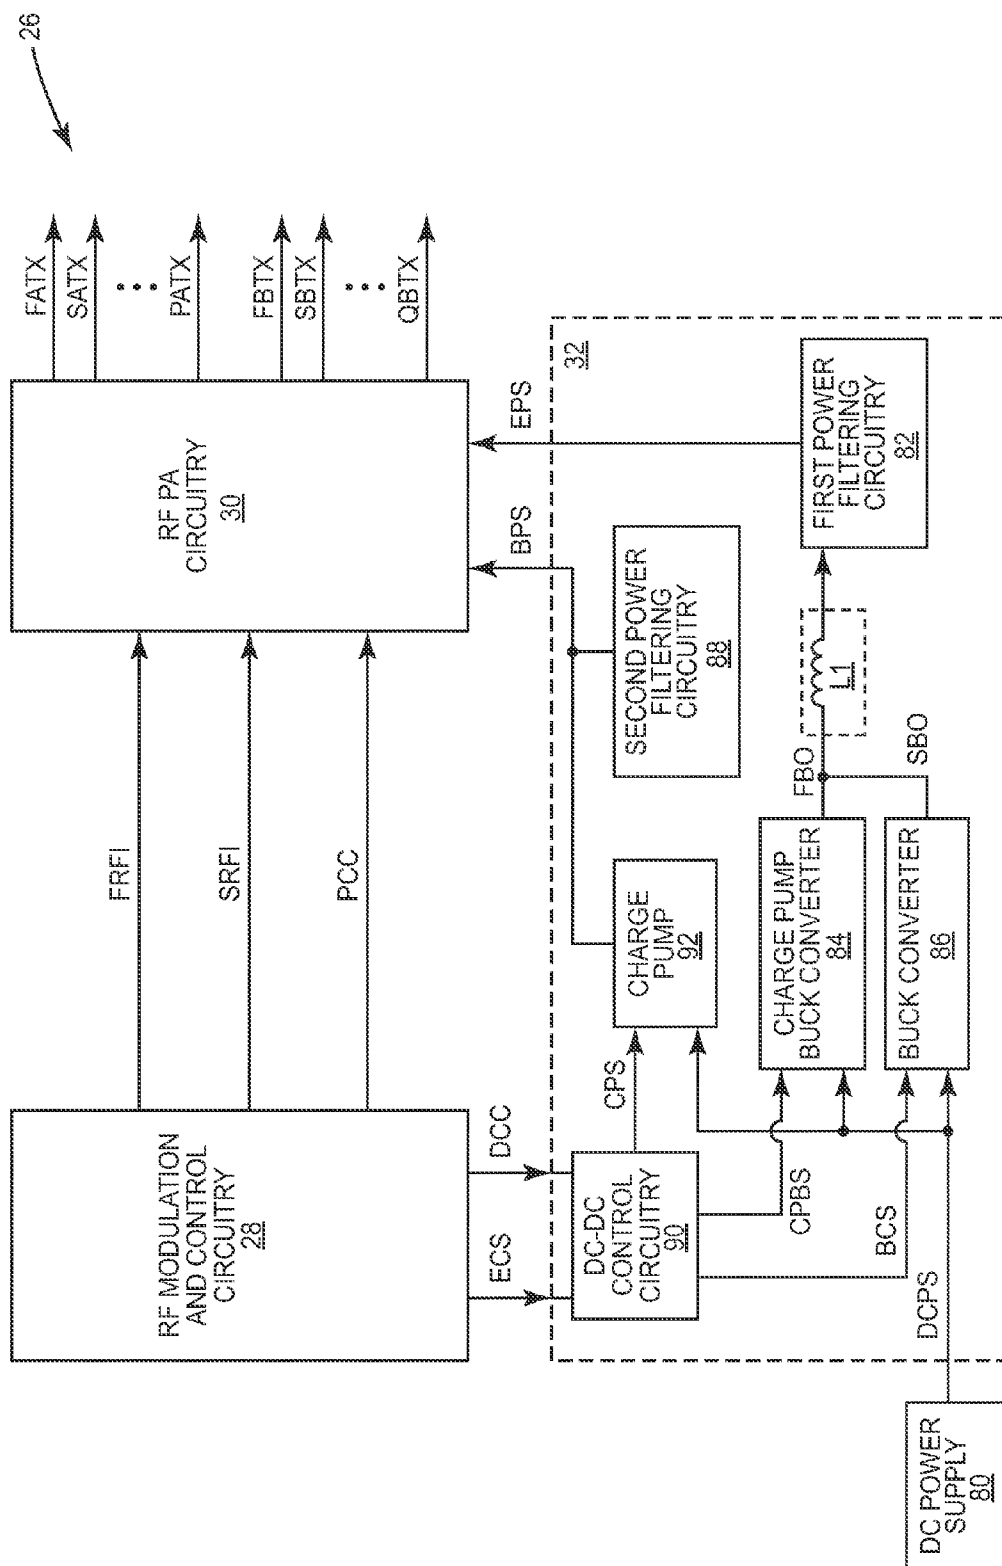 26
FATX
SATX
PATX
FBTX
SBTX
QBTX
RF PA
CIRCUITRY
30
FRFI
SRFI
PCC
RF MODULATION
AND CONTROL
CIRCUITRY
28
EPS
BPS
DCC
ECS
32
FIRST POWER
FILTERING
CIRCUITRY
82
SECOND POWER
FILTERING
CIRCUITRY
88
L1
FBO
SBO
CHARGE
PUMP
92
CHARGE PUMP
BUCK CONVERTER
84
BUCK CONVERTER
86
CPS
DC-DC
CONTROL
CIRCUITRY
90
CPBS
BCS
DCPS
DC POWER
SUPPLY
80